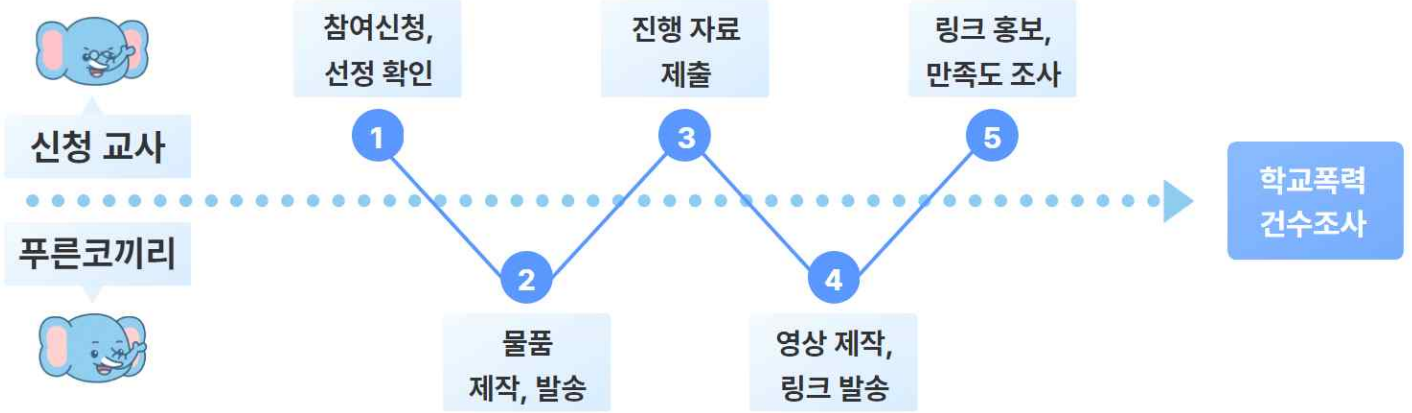 신청 교사
푸른코끼리
참여신청,
선정 확인
1
2
물품
제작, 발송
진행 자료
제출
3
4
영상 제작,
링크 발송
링크 홍보,
만족도 조사
5
학교폭력
건수조사